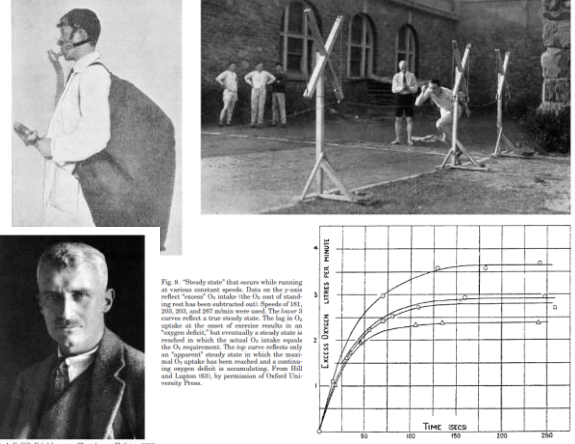 Fig. 9. "Steady state" that occurs while running
at various constant speeds. Data on the y-axis
reflect "excess" O₂ intake (the O₂ cost of stand-
ing rest has been subtracted out). Speeds of 181,
203, 203, and 267 m/min were used. The lower 3
curves reflect a true steady state. The lag in O₂
uptake at the onset of exercise results in an
"oxygen deficit," but eventually a steady state is
reached in which the actual O₂ intake equals
the O₂ requirement. The top curve reflects only
an "apparent" steady state in which the maxi-
mal O₂ uptake has been reached and a continu-
ing oxygen deficit is accumulating. From Hill
and Lupton (63), by permission of Oxford Uni-
versity Press.
EXCESS OXYGEN LITRES PER MINUTE
4
3
2
1
0
50 100 150 200 250
TIME (SECS)